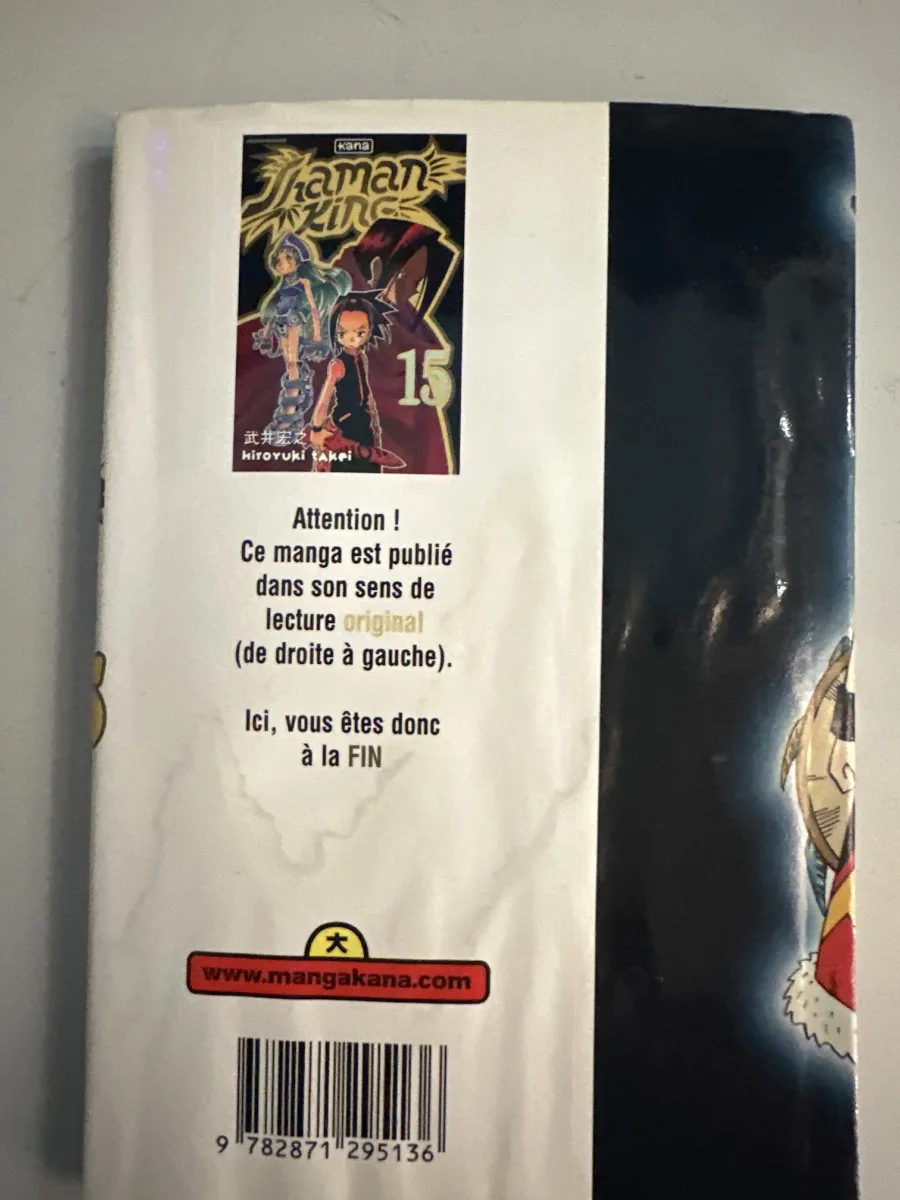 Kana
Shaman
King
15
武井宏之
Hiroyuki Takei
Attention !
Ce manga est publié
dans son sens de
lecture original
(de droite à gauche).
Ici, vous êtes donc
à la FIN
大
www.mangakana.com
9 782871 295136